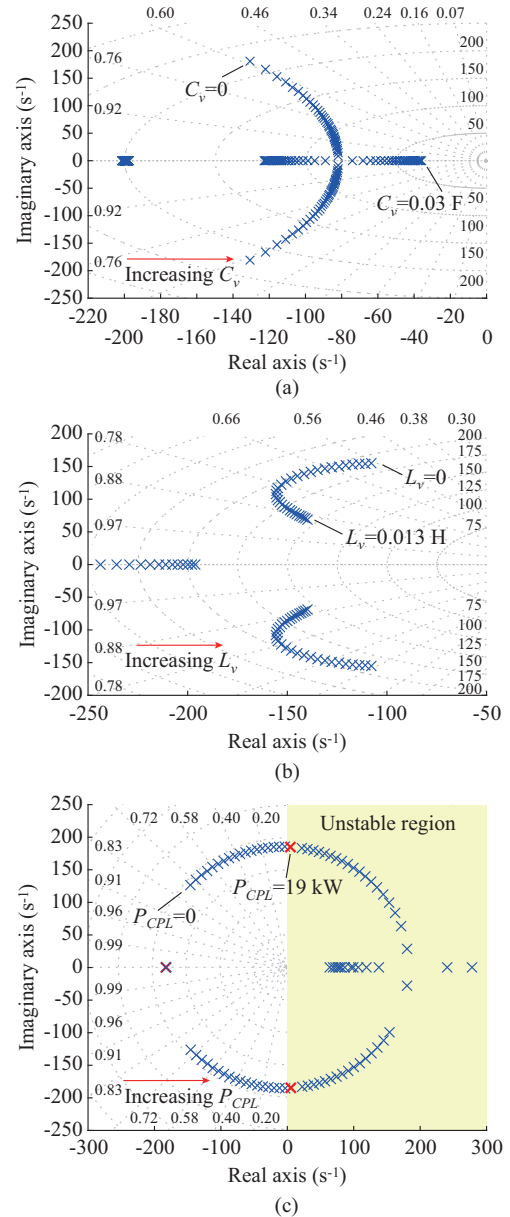 0.60 0.46 0.34 0.24 0.16 0.07
250
200
150
100
50
0
-50
-100
-150
-200
-250
0.76
0.92
0.92
0.76
200
150
100
50
50
100
150
200
C_v=0
C_v=0.03 F
Increasing C_v
Imaginary axis (s⁻¹)
-220 -180 -140 -100 -60 -20
-200 -160 -120 -80 -40 0
Real axis (s⁻¹)
(a)
0.66 0.56 0.46 0.38 0.30
200
150
100
50
0
-50
-100
-150
-200
0.78
0.88
0.97
0.97
0.88
0.78
200
175
150
125
100
75
75
100
125
150
175
200
L_v=0
L_v=0.013 H
Increasing L_v
Imaginary axis (s⁻¹)
-250 -200 -150 -100 -50
Real axis (s⁻¹)
(b)
250
200
150
100
50
0
-50
-100
-150
-200
-250
0.72 0.58 0.40 0.20
0.83
0.91
0.96
0.99
0.99
0.96
0.91
0.83
0.72 0.58 0.40 0.20
Unstable region
P_CPL=0
P_CPL=19 kW
Increasing P_CPL
Imaginary axis (s⁻¹)
-300 -200 -100 0 100 200 300
Real axis (s⁻¹)
(c)